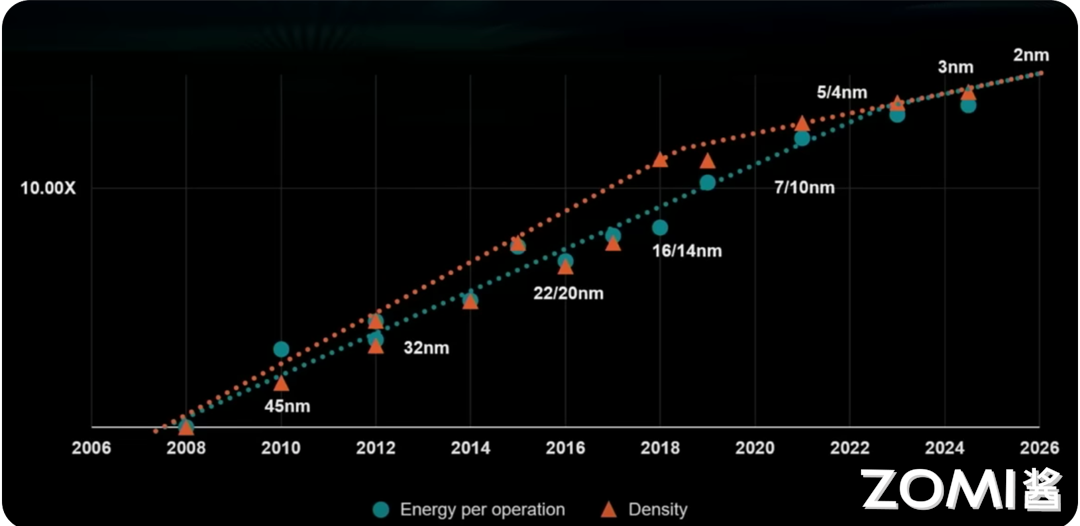 2nm
3nm
5/4nm
10.00X
7/10nm
16/14nm
22/20nm
32nm
45nm
2006 2008 2010 2012 2014 2016 2018 2020 2022 2024 2026
Energy per operation Density
ZOMI酱